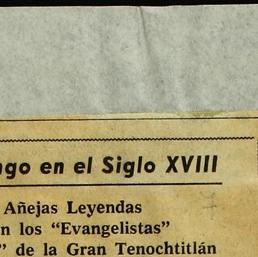 ngo en el Siglo XVIII
Añejas Leyendas
n los “Evangelistas”
” de la Gran Tenochtitlán